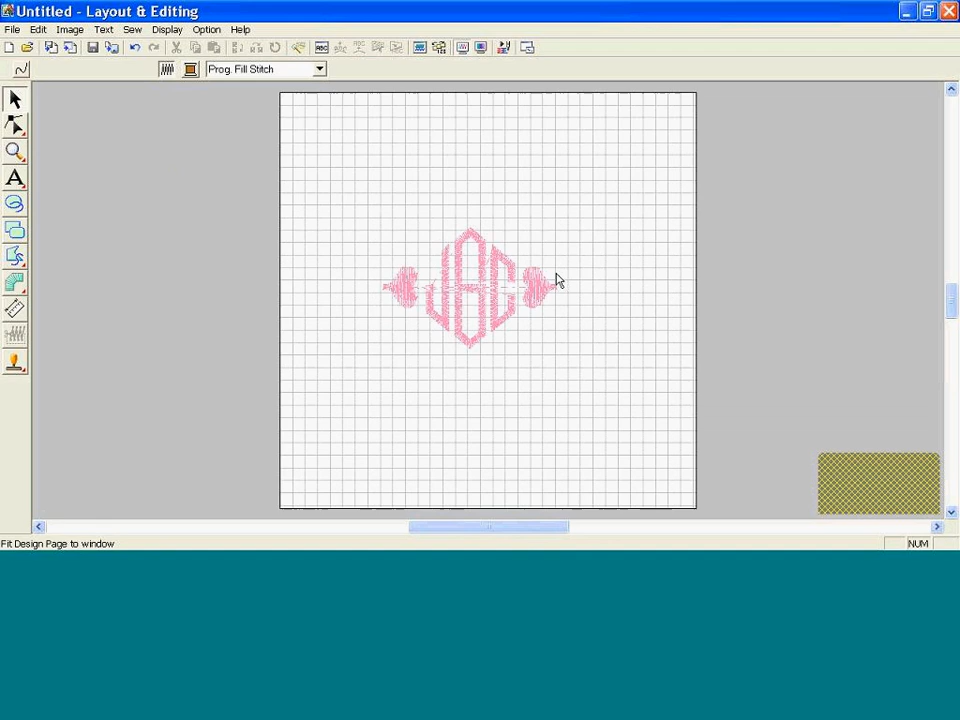 Untitled - Layout & Editing
File Edit Image Text Sew Display Option Help
Prog. Fill Stitch
Fit Design Page to window
NUM